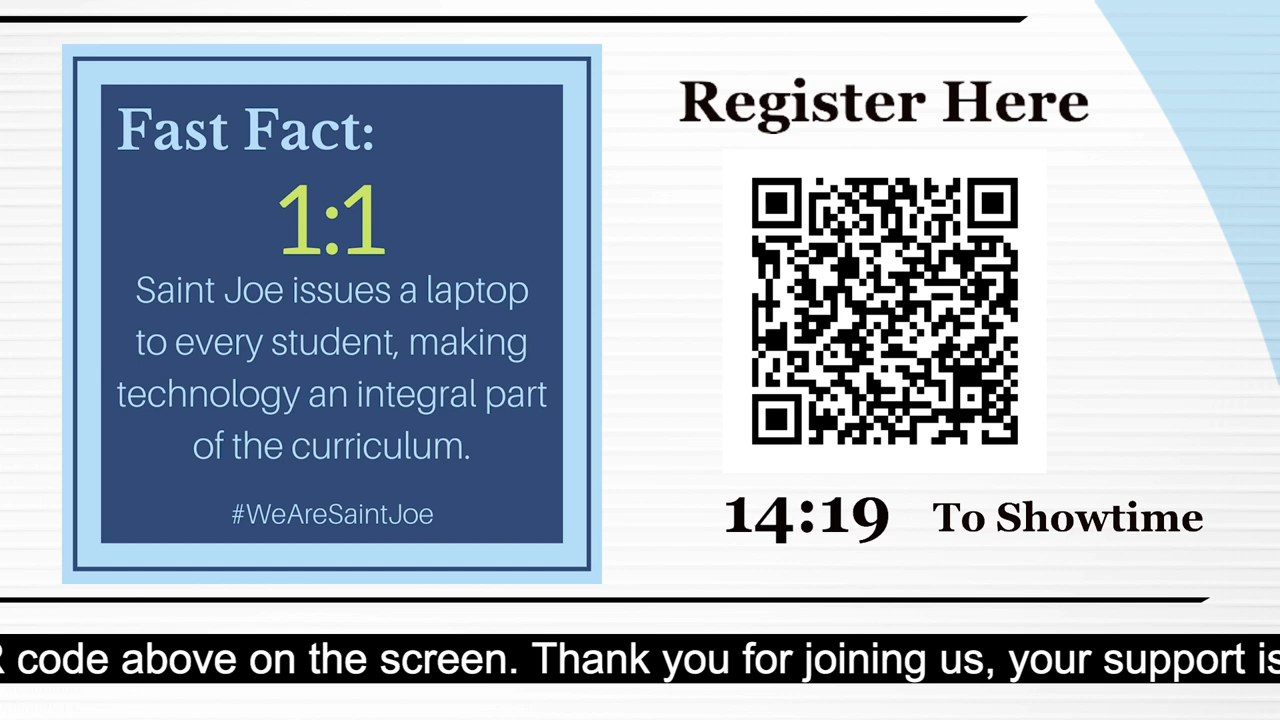 Fast Fact:
1:1
Saint Joe issues a laptop
to every student, making
technology an integral part
of the curriculum.
#WeAreSaintJoe
Register Here
14:19 To Showtime
code above on the screen. Thank you for joining us, your support is